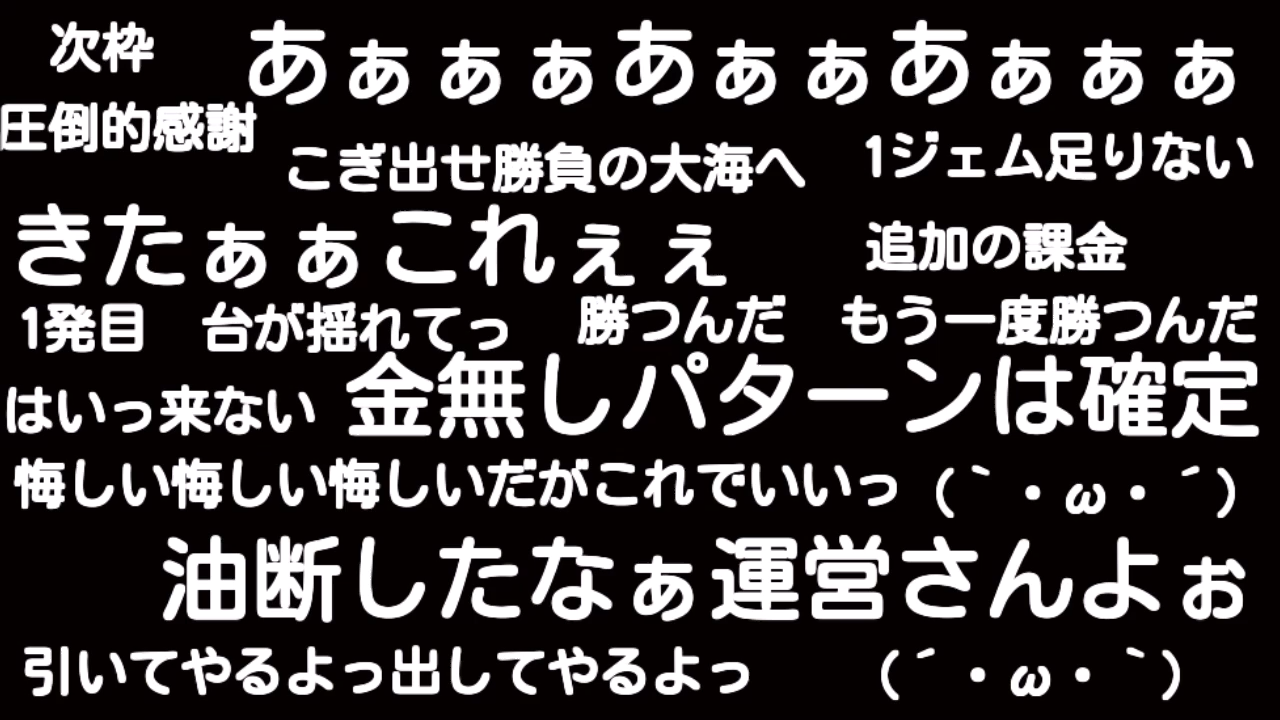 次枠
あぁぁぁあぁぁあぁぁぁ
圧倒的感謝
こぎ出せ勝負の大海へ
1ジェム足りない
きたぁぁこれぇぇ
追加の課金
1発目　台が揺れてっ
勝つんだ　もう一度勝つんだ
はいっ来ない
金無しパターンは確定
悔しい悔しい悔しいだがこれでいいっ
(｀・ω・´)
油断したなぁ運営さんよぉ
引いてやるよっ出してやるよっ
(´・ω・｀)